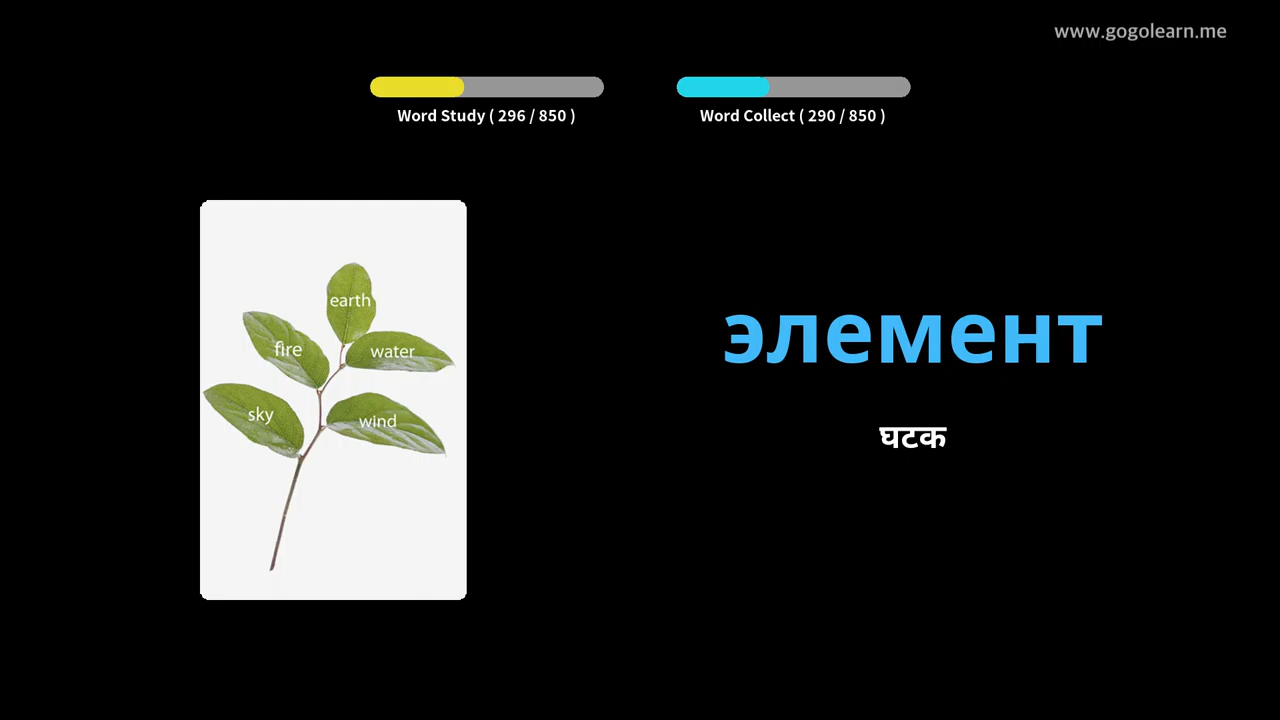 www.gogolearn.me
Word Study ( 296 / 850 )
Word Collect ( 290 / 850 )
earth
fire
water
sky
wind
элемент
घटक